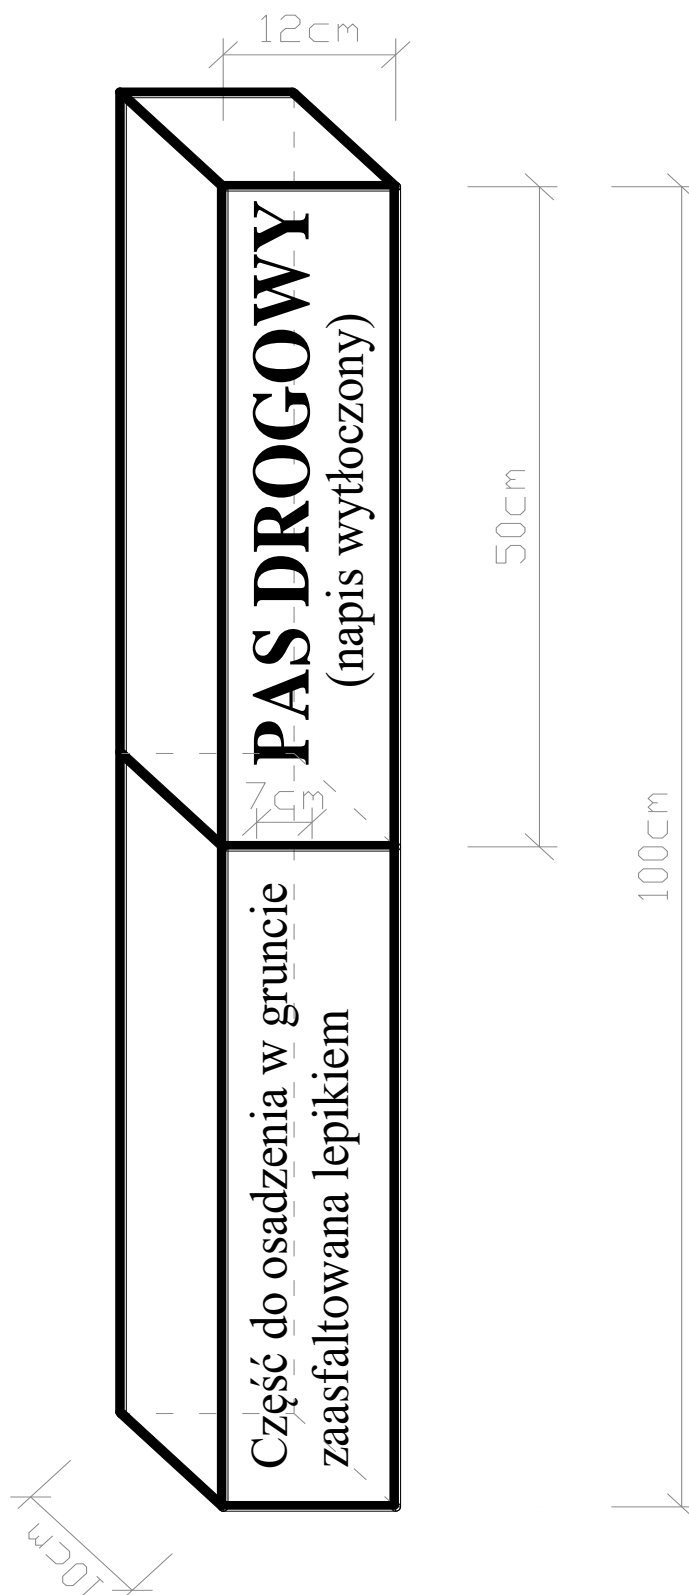 12cm
PAS DROGOWY
(napis wytłoczony)
50cm
7cm
100cm
Część do osadzenia w gruncie
zaasfaltowana lepikiem
10cm